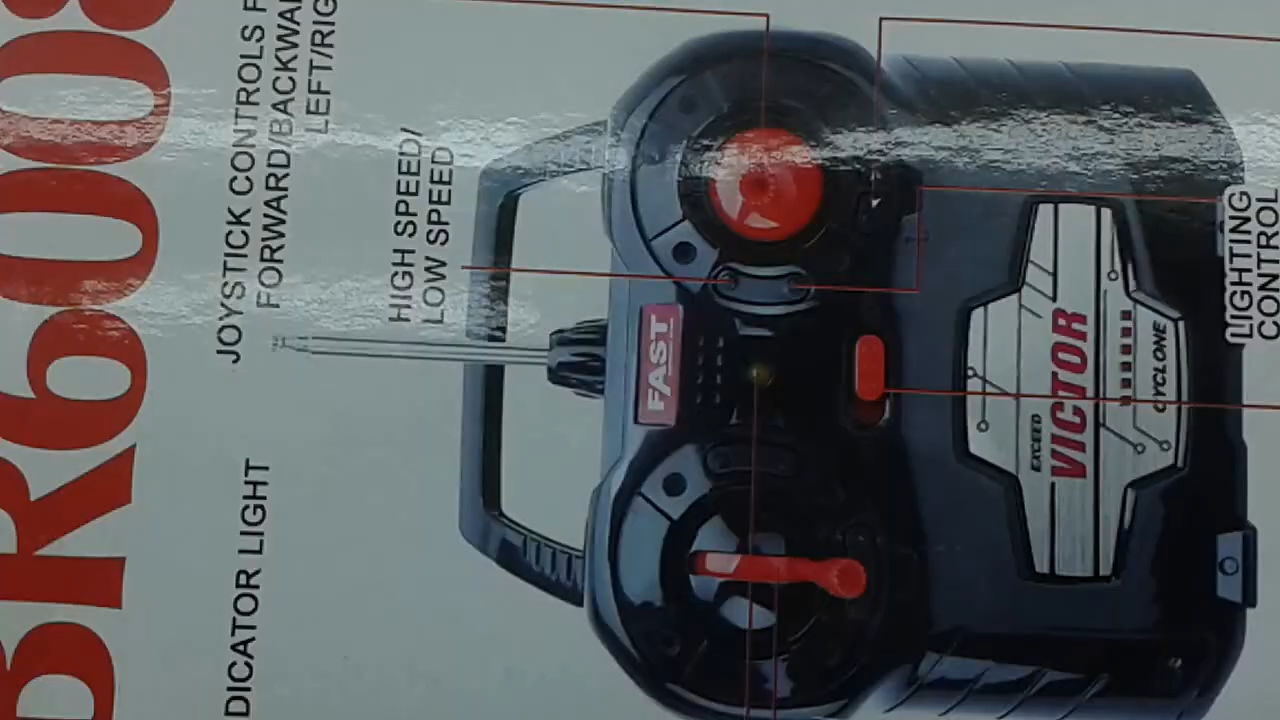 BR6008
JOYSTICK CONTROLS F
FORWARD/BACKWA
LEFT/RIG
HIGH SPEED/
LOW SPEED
DICATOR LIGHT
FAST
EXCEED
VICTOR
CYCLONE
LIGHTING
CONTROL